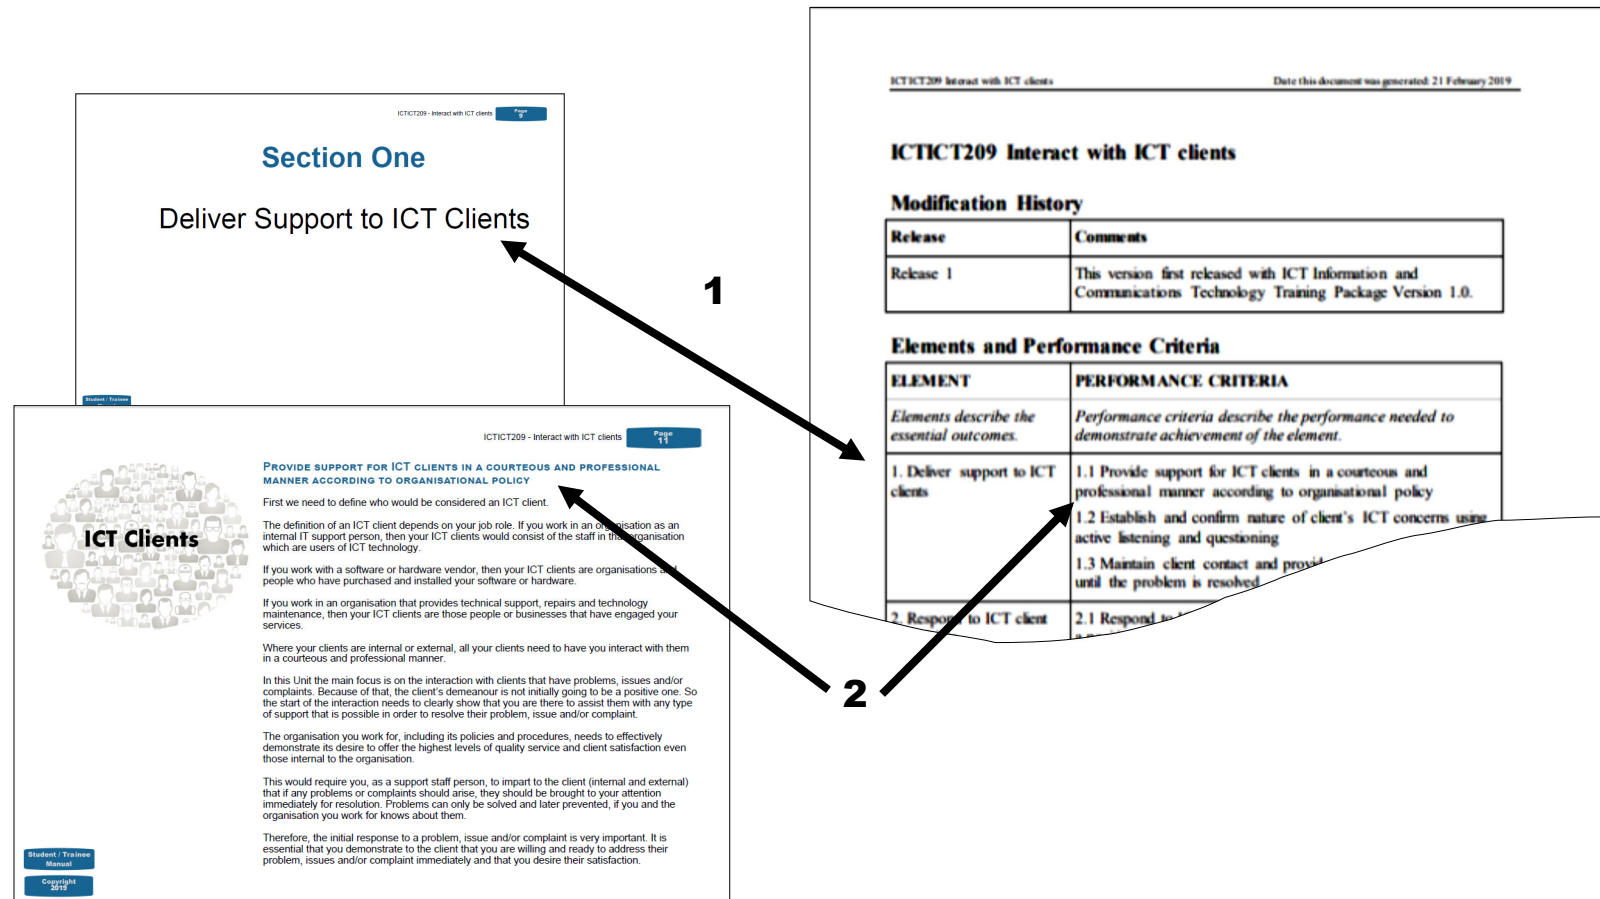 ICTICT209 - Interact with ICT clients
Page
9
Section One
Deliver Support to ICT Clients
Student / Trainee
ICTICT209 - Interact with ICT clients
Page
11
ICT Clients
PROVIDE SUPPORT FOR ICT CLIENTS IN A COURTEOUS AND PROFESSIONAL
MANNER ACCORDING TO ORGANISATIONAL POLICY
First we need to define who would be considered an ICT client.
The definition of an ICT client depends on your job role. If you work in an organisation as an
internal IT support person, then your ICT clients would consist of the staff in that organisation
which are users of ICT technology.
If you work with a software or hardware vendor, then your ICT clients are organisations and
people who have purchased and installed your software or hardware.
If you work in an organisation that provides technical support, repairs and technology
maintenance, then your ICT clients are those people or businesses that have engaged your
services.
Where your clients are internal or external, all your clients need to have you interact with them
in a courteous and professional manner.
In this Unit the main focus is on the interaction with clients that have problems, issues and/or
complaints. Because of that, the client's demeanour is not initially going to be a positive one. So
the start of the interaction needs to clearly show that you are there to assist them with any type
of support that is possible in order to resolve their problem, issue and/or complaint.
The organisation you work for, including its policies and procedures, needs to effectively
demonstrate its desire to offer the highest levels of quality service and client satisfaction even
those internal to the organisation.
This would require you, as a support staff person, to impart to the client (internal and external)
that if any problems or complaints should arise, they should be brought to your attention
immediately for resolution. Problems can only be solved and later prevented, if you and the
organisation you work for knows about them.
Therefore, the initial response to a problem, issue and/or complaint is very important. It is
essential that you demonstrate to the client that you are willing and ready to address their
problem, issues and/or complaint immediately and that you desire their satisfaction.
Student / Trainee
Manual
Copyright
2019
1
2
ICTICT209 Interact with ICT clients
Date this document was generated: 21 February 2019
ICTICT209 Interact with ICT clients
Modification History
Release
Comments
Release 1
This version first released with ICT Information and
Communications Technology Training Package Version 1.0.
Elements and Performance Criteria
ELEMENT
PERFORMANCE CRITERIA
Elements describe the
essential outcomes.
Performance criteria describe the performance needed to
demonstrate achievement of the element.
1. Deliver support to ICT
clients
1.1 Provide support for ICT clients in a courteous and
professional manner according to organisational policy
1.2 Establish and confirm nature of client's ICT concerns using
active listening and questioning
1.3 Maintain client contact and provid
until the problem is resolved
2. Respond to ICT client
2.1 Respond to